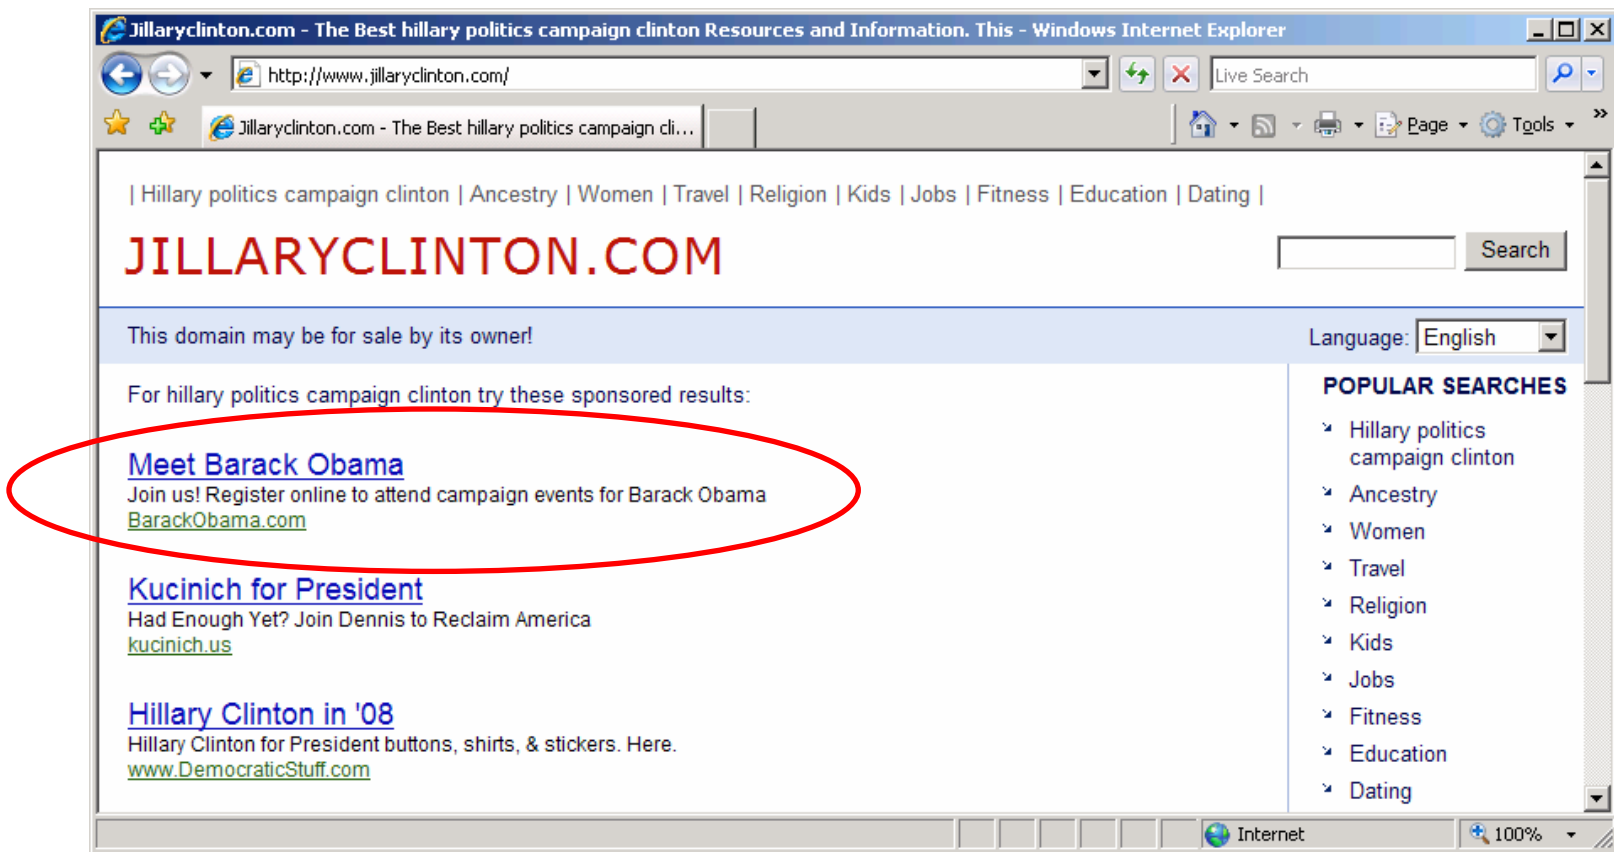 Jillaryclinton.com - The Best hillary politics campaign clinton Resources and Information. This - Windows Internet Explorer
http://www.jillaryclinton.com/
Live Search
Jillaryclinton.com - The Best hillary politics campaign cli...
Page
Tools
»
| Hillary politics campaign clinton | Ancestry | Women | Travel | Religion | Kids | Jobs | Fitness | Education | Dating |
JILLARYCLINTON.COM
Search
This domain may be for sale by its owner!
Language: English
For hillary politics campaign clinton try these sponsored results:
Meet Barack Obama
Join us! Register online to attend campaign events for Barack Obama
BarackObama.com
Kucinich for President
Had Enough Yet? Join Dennis to Reclaim America
kucinich.us
Hillary Clinton in '08
Hillary Clinton for President buttons, shirts, & stickers. Here.
www.DemocraticStuff.com
POPULAR SEARCHES
Hillary politics
campaign clinton
Ancestry
Women
Travel
Religion
Kids
Jobs
Fitness
Education
Dating
Internet
100%